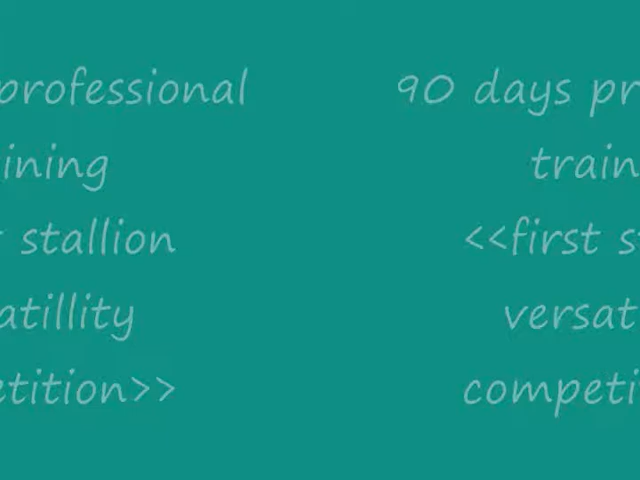 professional 90 days pr
ining train
stallion <<first s
atillity versat
etition>> competi